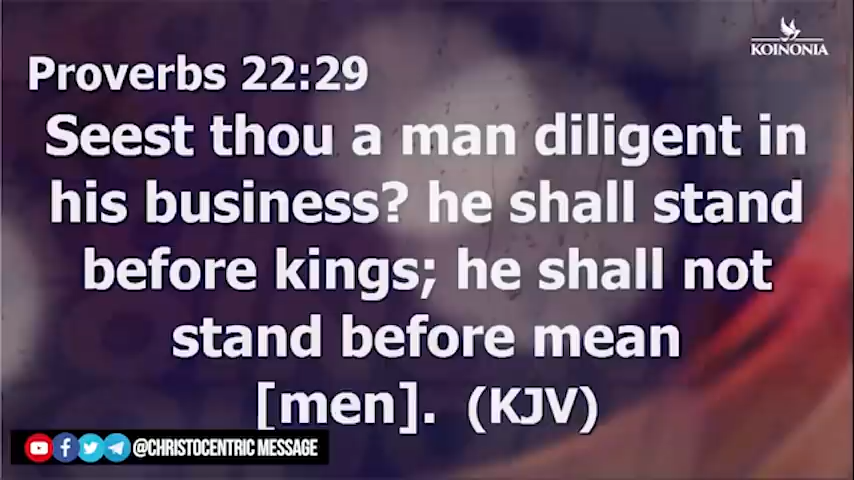 KOINONIA
Proverbs 22:29
Seest thou a man diligent in
his business? he shall stand
before kings; he shall not
stand before mean
[men]. (KJV)
@CHRISTOCENTRIC MESSAGE